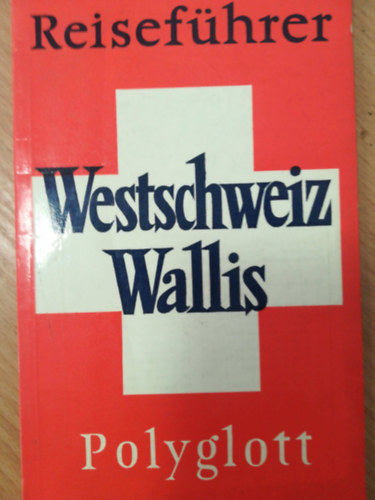 Reiseführer
Westschweiz
Wallis
Polyglott